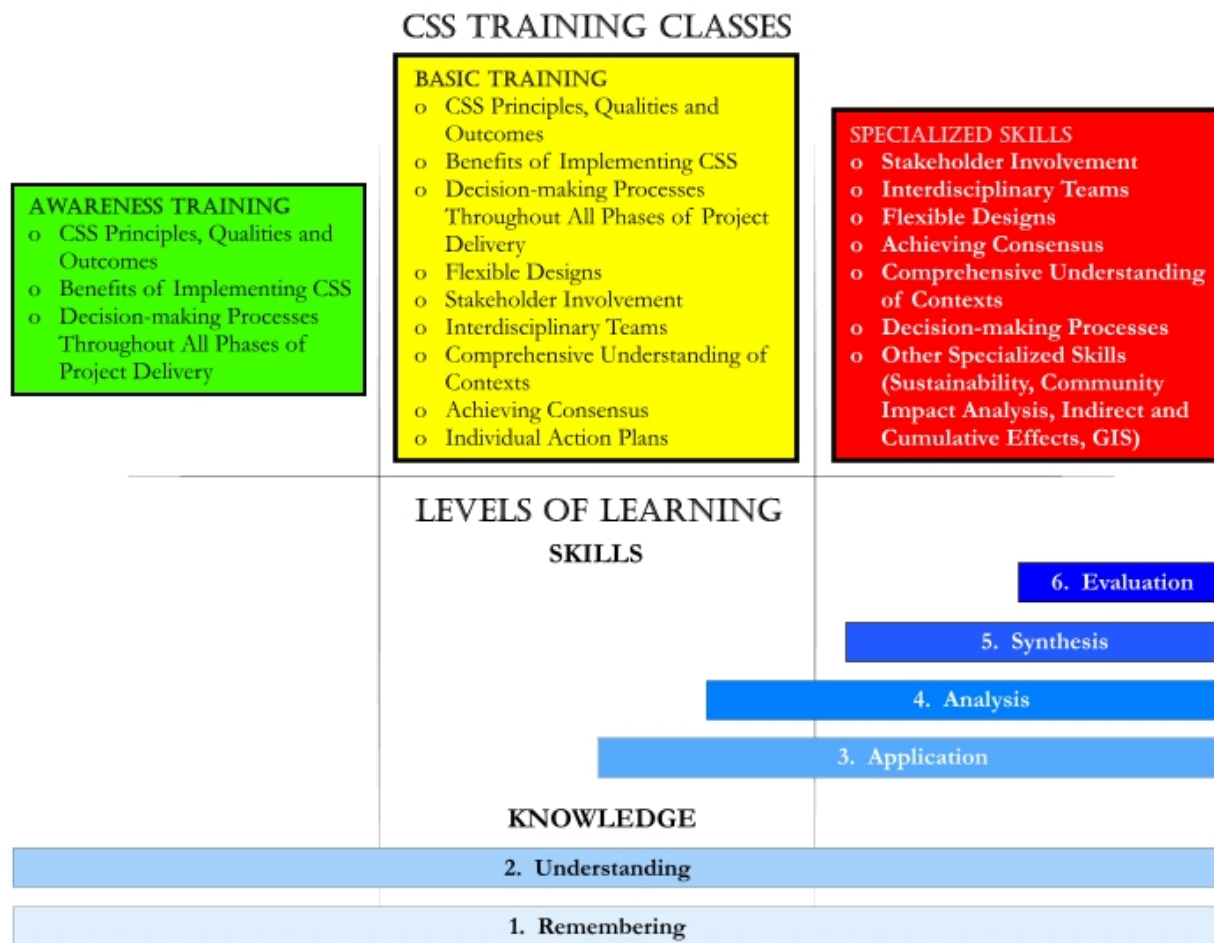 CSS TRAINING CLASSES
AWARENESS TRAINING
o CSS Principles, Qualities and
Outcomes
o Benefits of Implementing CSS
o Decision-making Processes
Throughout All Phases of
Project Delivery
BASIC TRAINING
o CSS Principles, Qualities and
Outcomes
o Benefits of Implementing CSS
o Decision-making Processes
Throughout All Phases of Project
Delivery
o Flexible Designs
o Stakeholder Involvement
o Interdisciplinary Teams
o Comprehensive Understanding of
Contexts
o Achieving Consensus
o Individual Action Plans
SPECIALIZED SKILLS
o Stakeholder Involvement
o Interdisciplinary Teams
o Flexible Designs
o Achieving Consensus
o Comprehensive Understanding
of Contexts
o Decision-making Processes
o Other Specialized Skills
(Sustainability, Community
Impact Analysis, Indirect and
Cumulative Effects, GIS)
LEVELS OF LEARNING
SKILLS
6. Evaluation
5. Synthesis
4. Analysis
3. Application
KNOWLEDGE
2. Understanding
1. Remembering